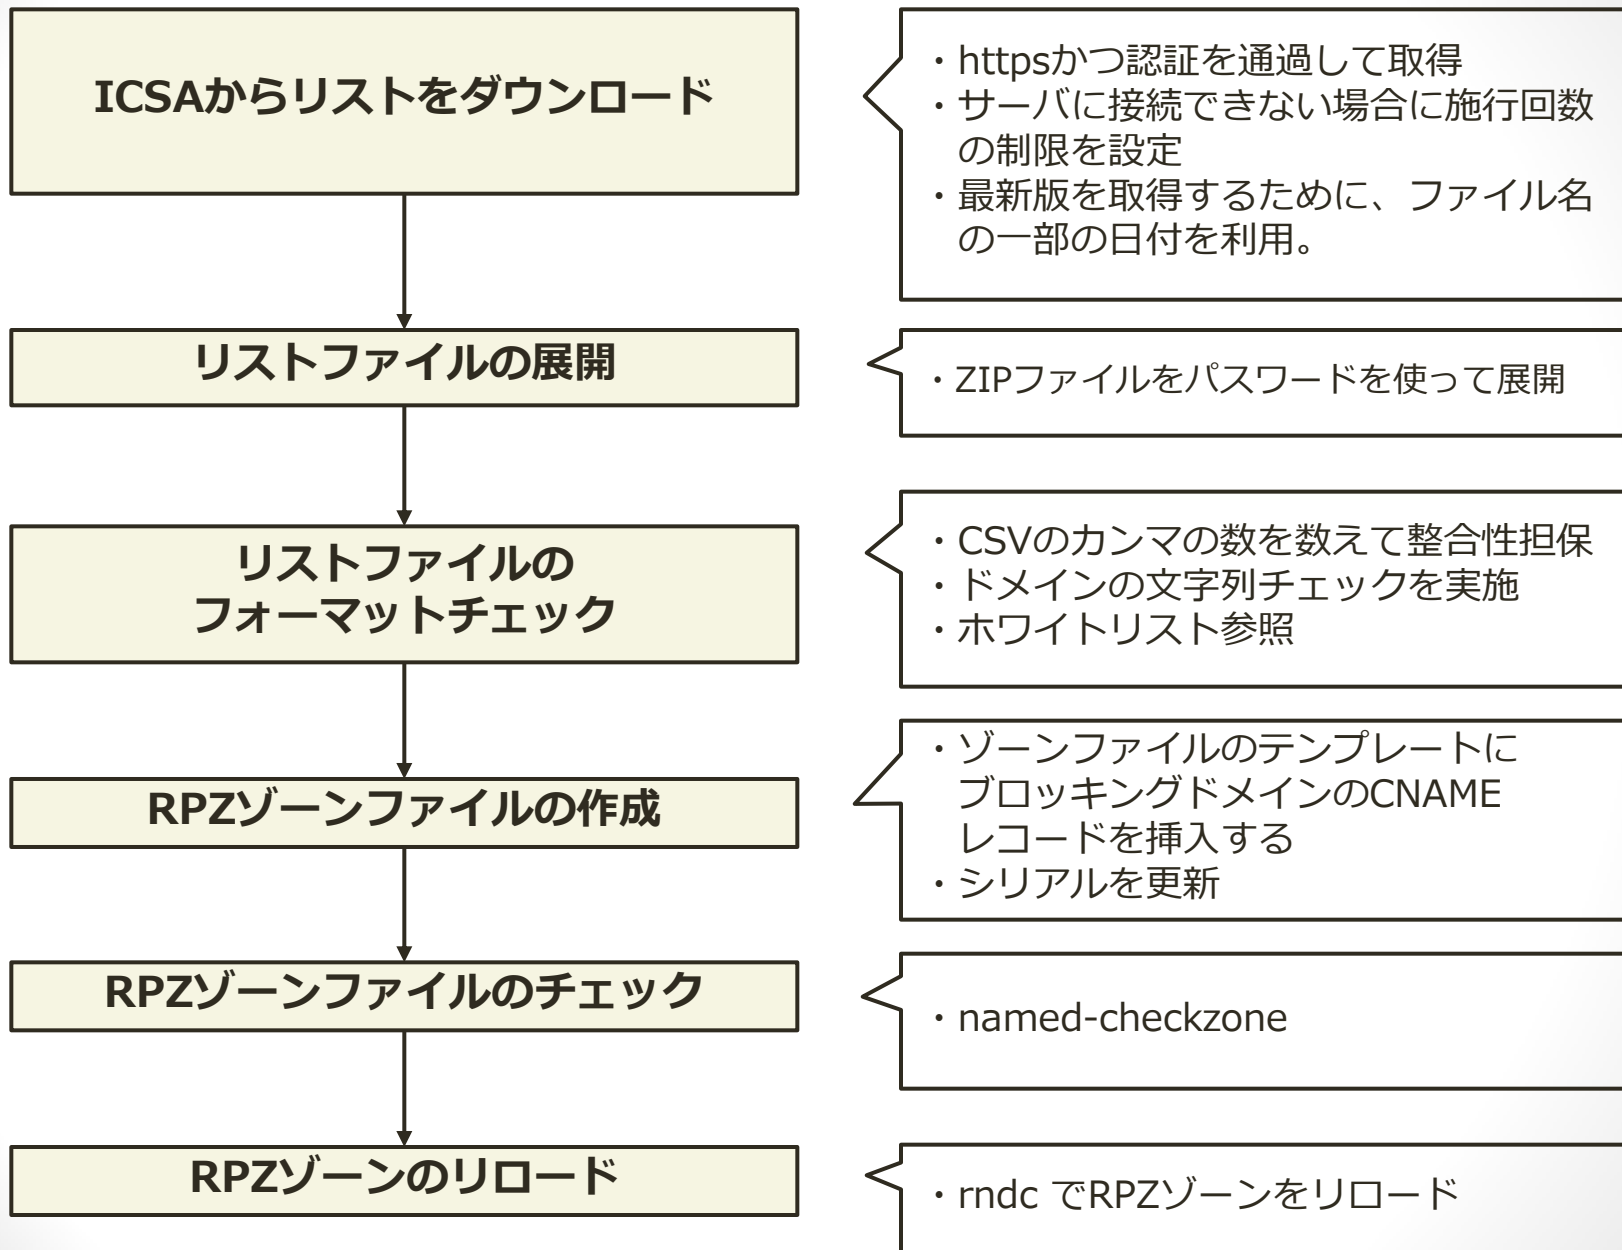 ICSAからリストをダウンロード
・httpsかつ認証を通過して取得
・サーバに接続できない場合に施行回数
の制限を設定
・最新版を取得するために、ファイル名
の一部の日付を利用。
リストファイルの展開
・ZIPファイルをパスワードを使って展開
リストファイルの
フォーマットチェック
・CSVのカンマの数を数えて整合性担保
・ドメインの文字列チェックを実施
・ホワイトリスト参照
RPZゾーンファイルの作成
・ゾーンファイルのテンプレートに
ブロッキングドメインのCNAME
レコードを挿入する
・シリアルを更新
RPZゾーンファイルのチェック
・named-checkzone
RPZゾーンのリロード
・rndc でRPZゾーンをリロード